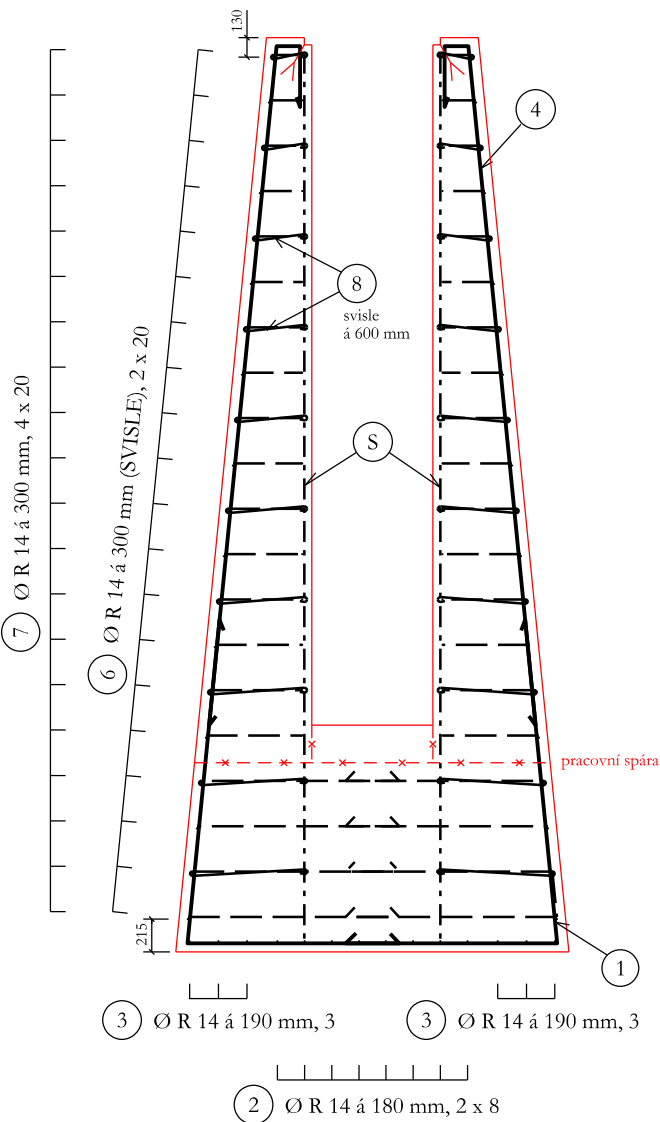 130
4
8
svisle
á 600 mm
S
7 Ø R 14 á 300 mm, 4 x 20
6 Ø R 14 á 300 mm (SVISLE), 2 x 20
pracovní spára
215
1
3 Ø R 14 á 190 mm, 3
3 Ø R 14 á 190 mm, 3
2 Ø R 14 á 180 mm, 2 x 8